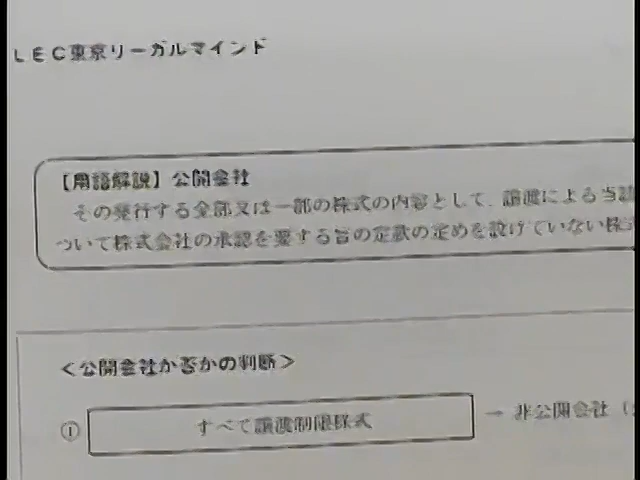 LEC東京リーガルマインド
【用語解説】公開会社
その発行する全部又は一部の株式の内容として、譲渡による当該
ついて株式会社の承認を要する旨の定款の定めを設けていない株式
＜公開会社か否かの判断＞
① すべて譲渡制限株式 → 非公開会社（